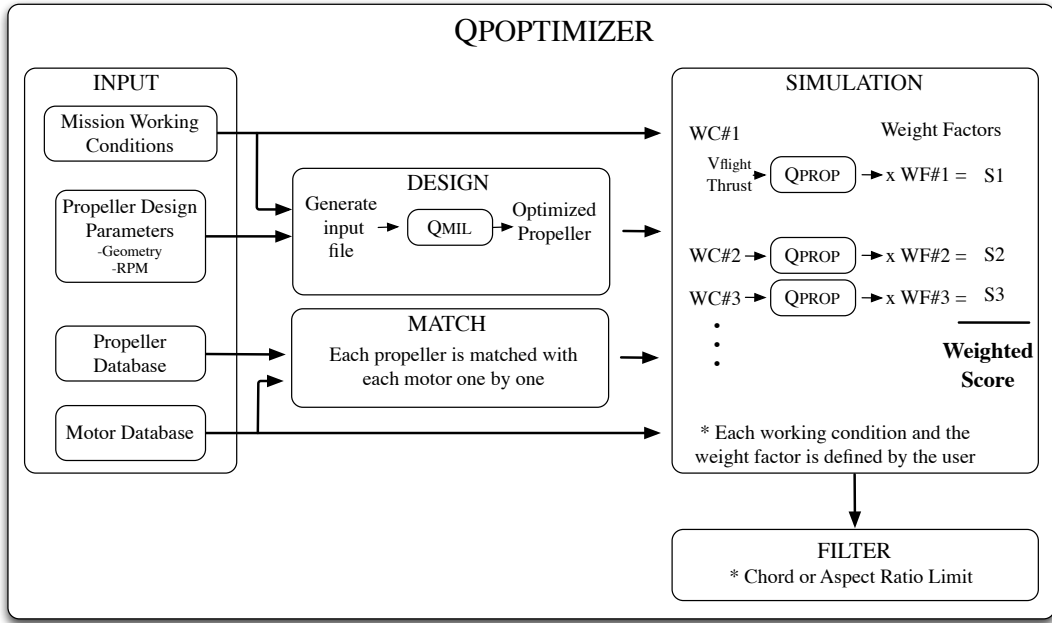 QPOPTIMIZER
INPUT
Mission Working
Conditions
Propeller Design
Parameters
-Geometry
-RPM
Propeller
Database
Motor Database
DESIGN
Generate
input
file
QMIL
Optimized
Propeller
MATCH
Each propeller is matched with
each motor one by one
SIMULATION
WC#1
Weight Factors
Vflight
Thrust
QPROP
x WF#1 = S1
WC#2
QPROP
x WF#2 = S2
WC#3
QPROP
x WF#3 = S3
Weighted
Score
* Each working condition and the
weight factor is defined by the user
FILTER
* Chord or Aspect Ratio Limit